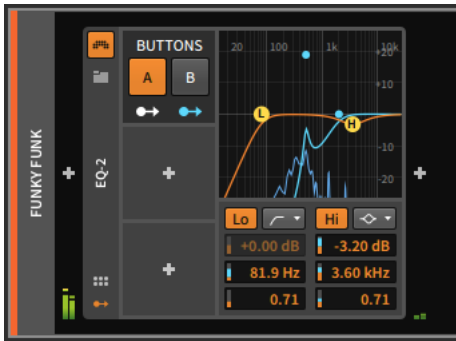 FUNKY FUNK
EQ-2
BUTTONS
A B
20 100 1k 10k
+20
+10
-10
-20
L
H
Lo Hi
+0.00 dB -3.20 dB
81.9 Hz 3.60 kHz
0.71 0.71